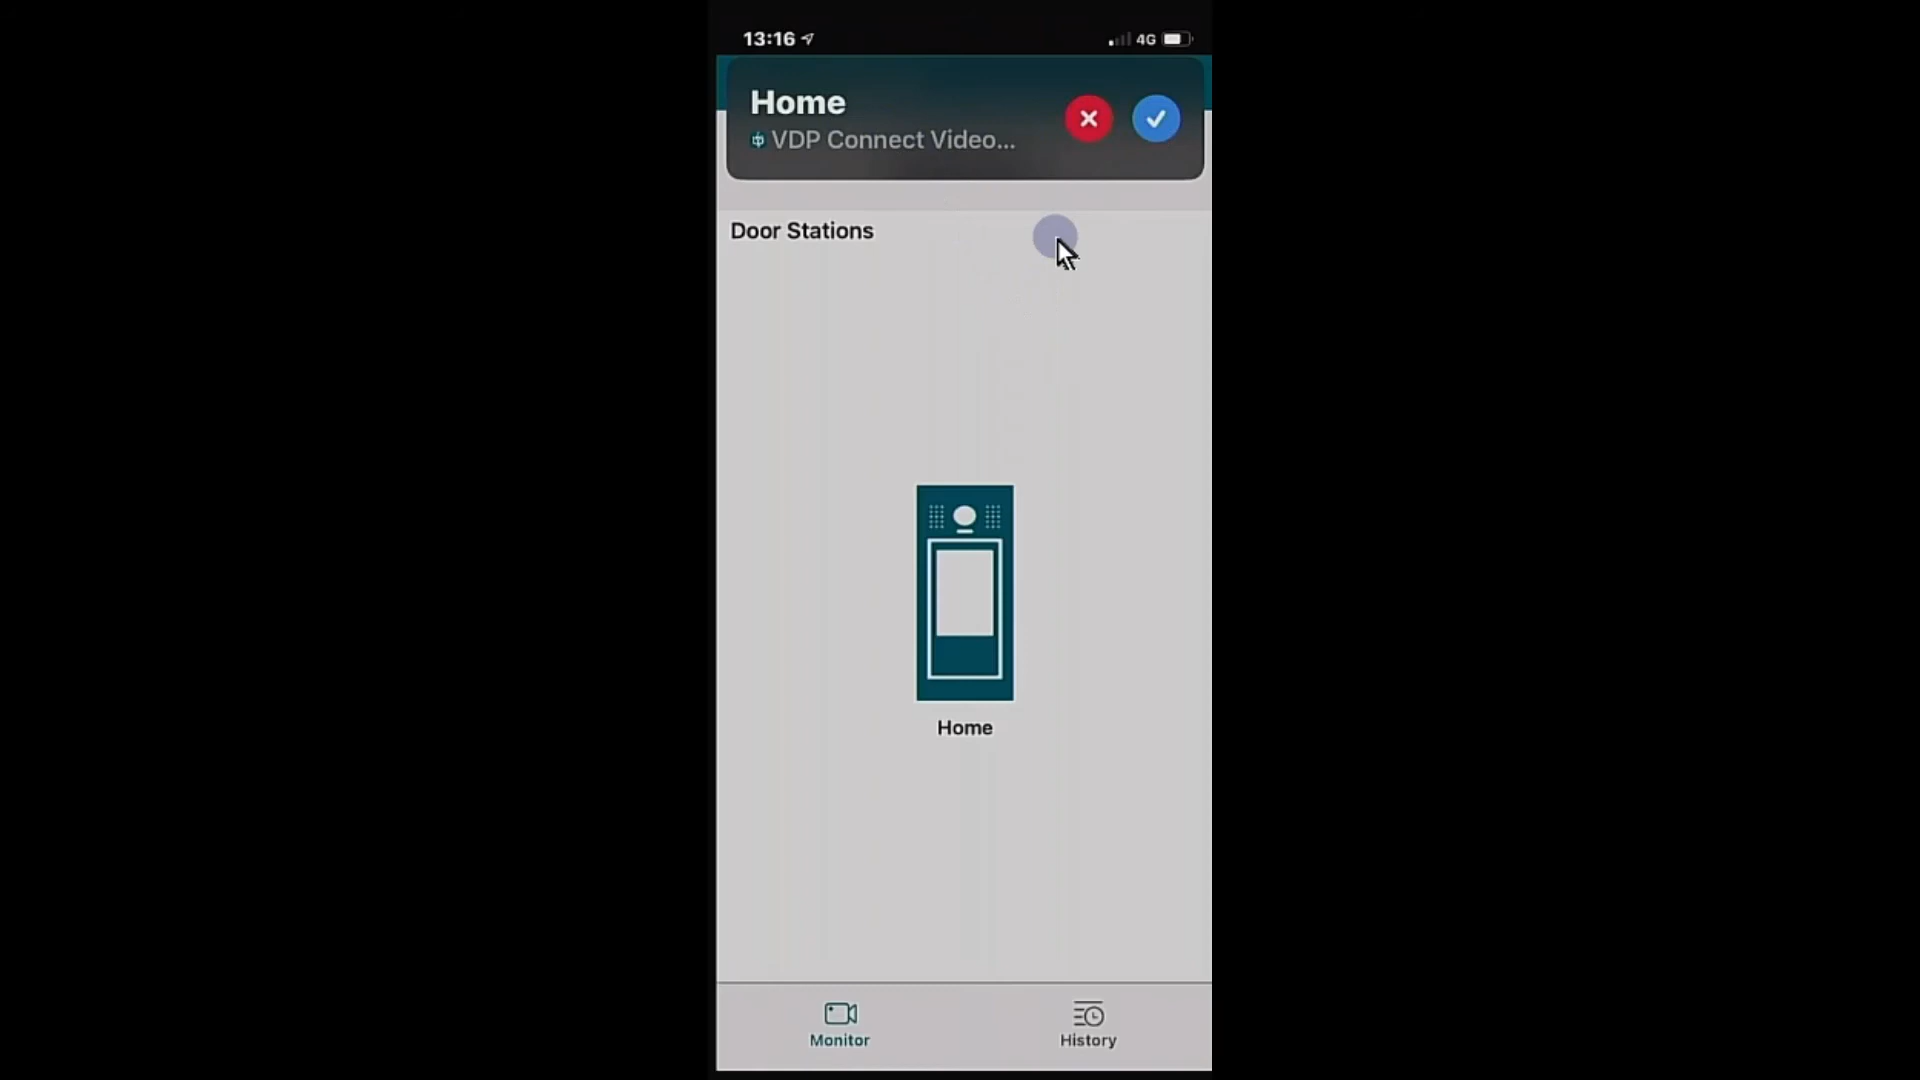 13:16
4G
Home
VDP Connect Video...
Door Stations
Home
Monitor
History